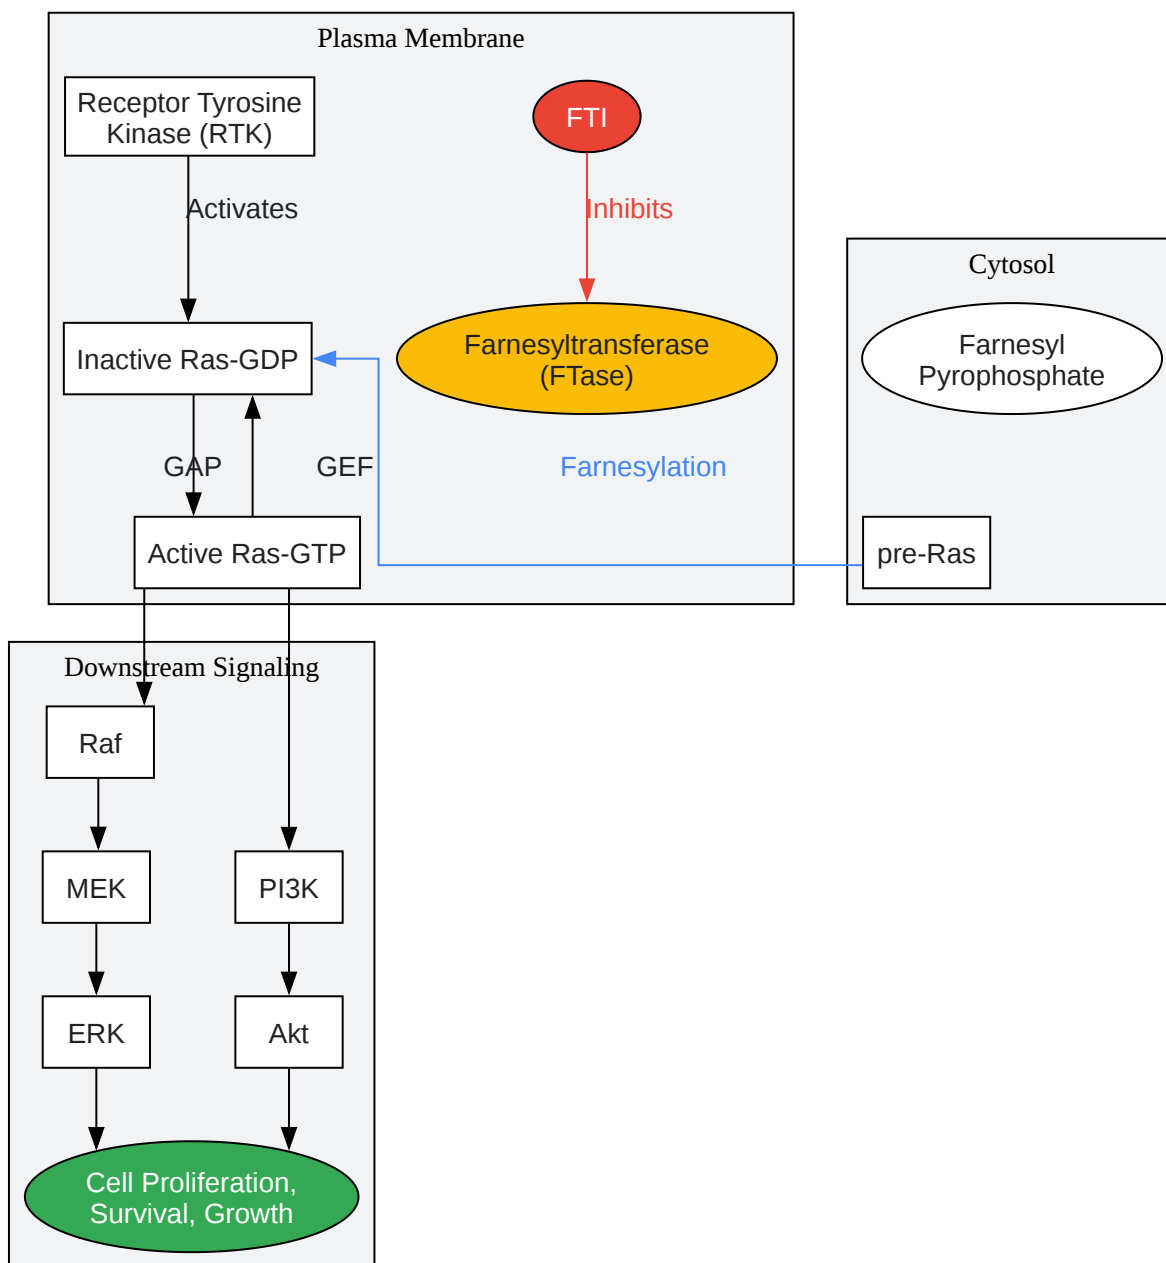 Plasma Membrane
Receptor Tyrosine
Kinase (RTK)
FTI
Activates
Inhibits
Cytosol
Inactive Ras-GDP
Farnesyltransferase
(FTase)
Farnesyl
Pyrophosphate
GAP
GEF
Farnesylation
Active Ras-GTP
pre-Ras
Downstream Signaling
Raf
MEK
PI3K
ERK
Akt
Cell Proliferation,
Survival, Growth